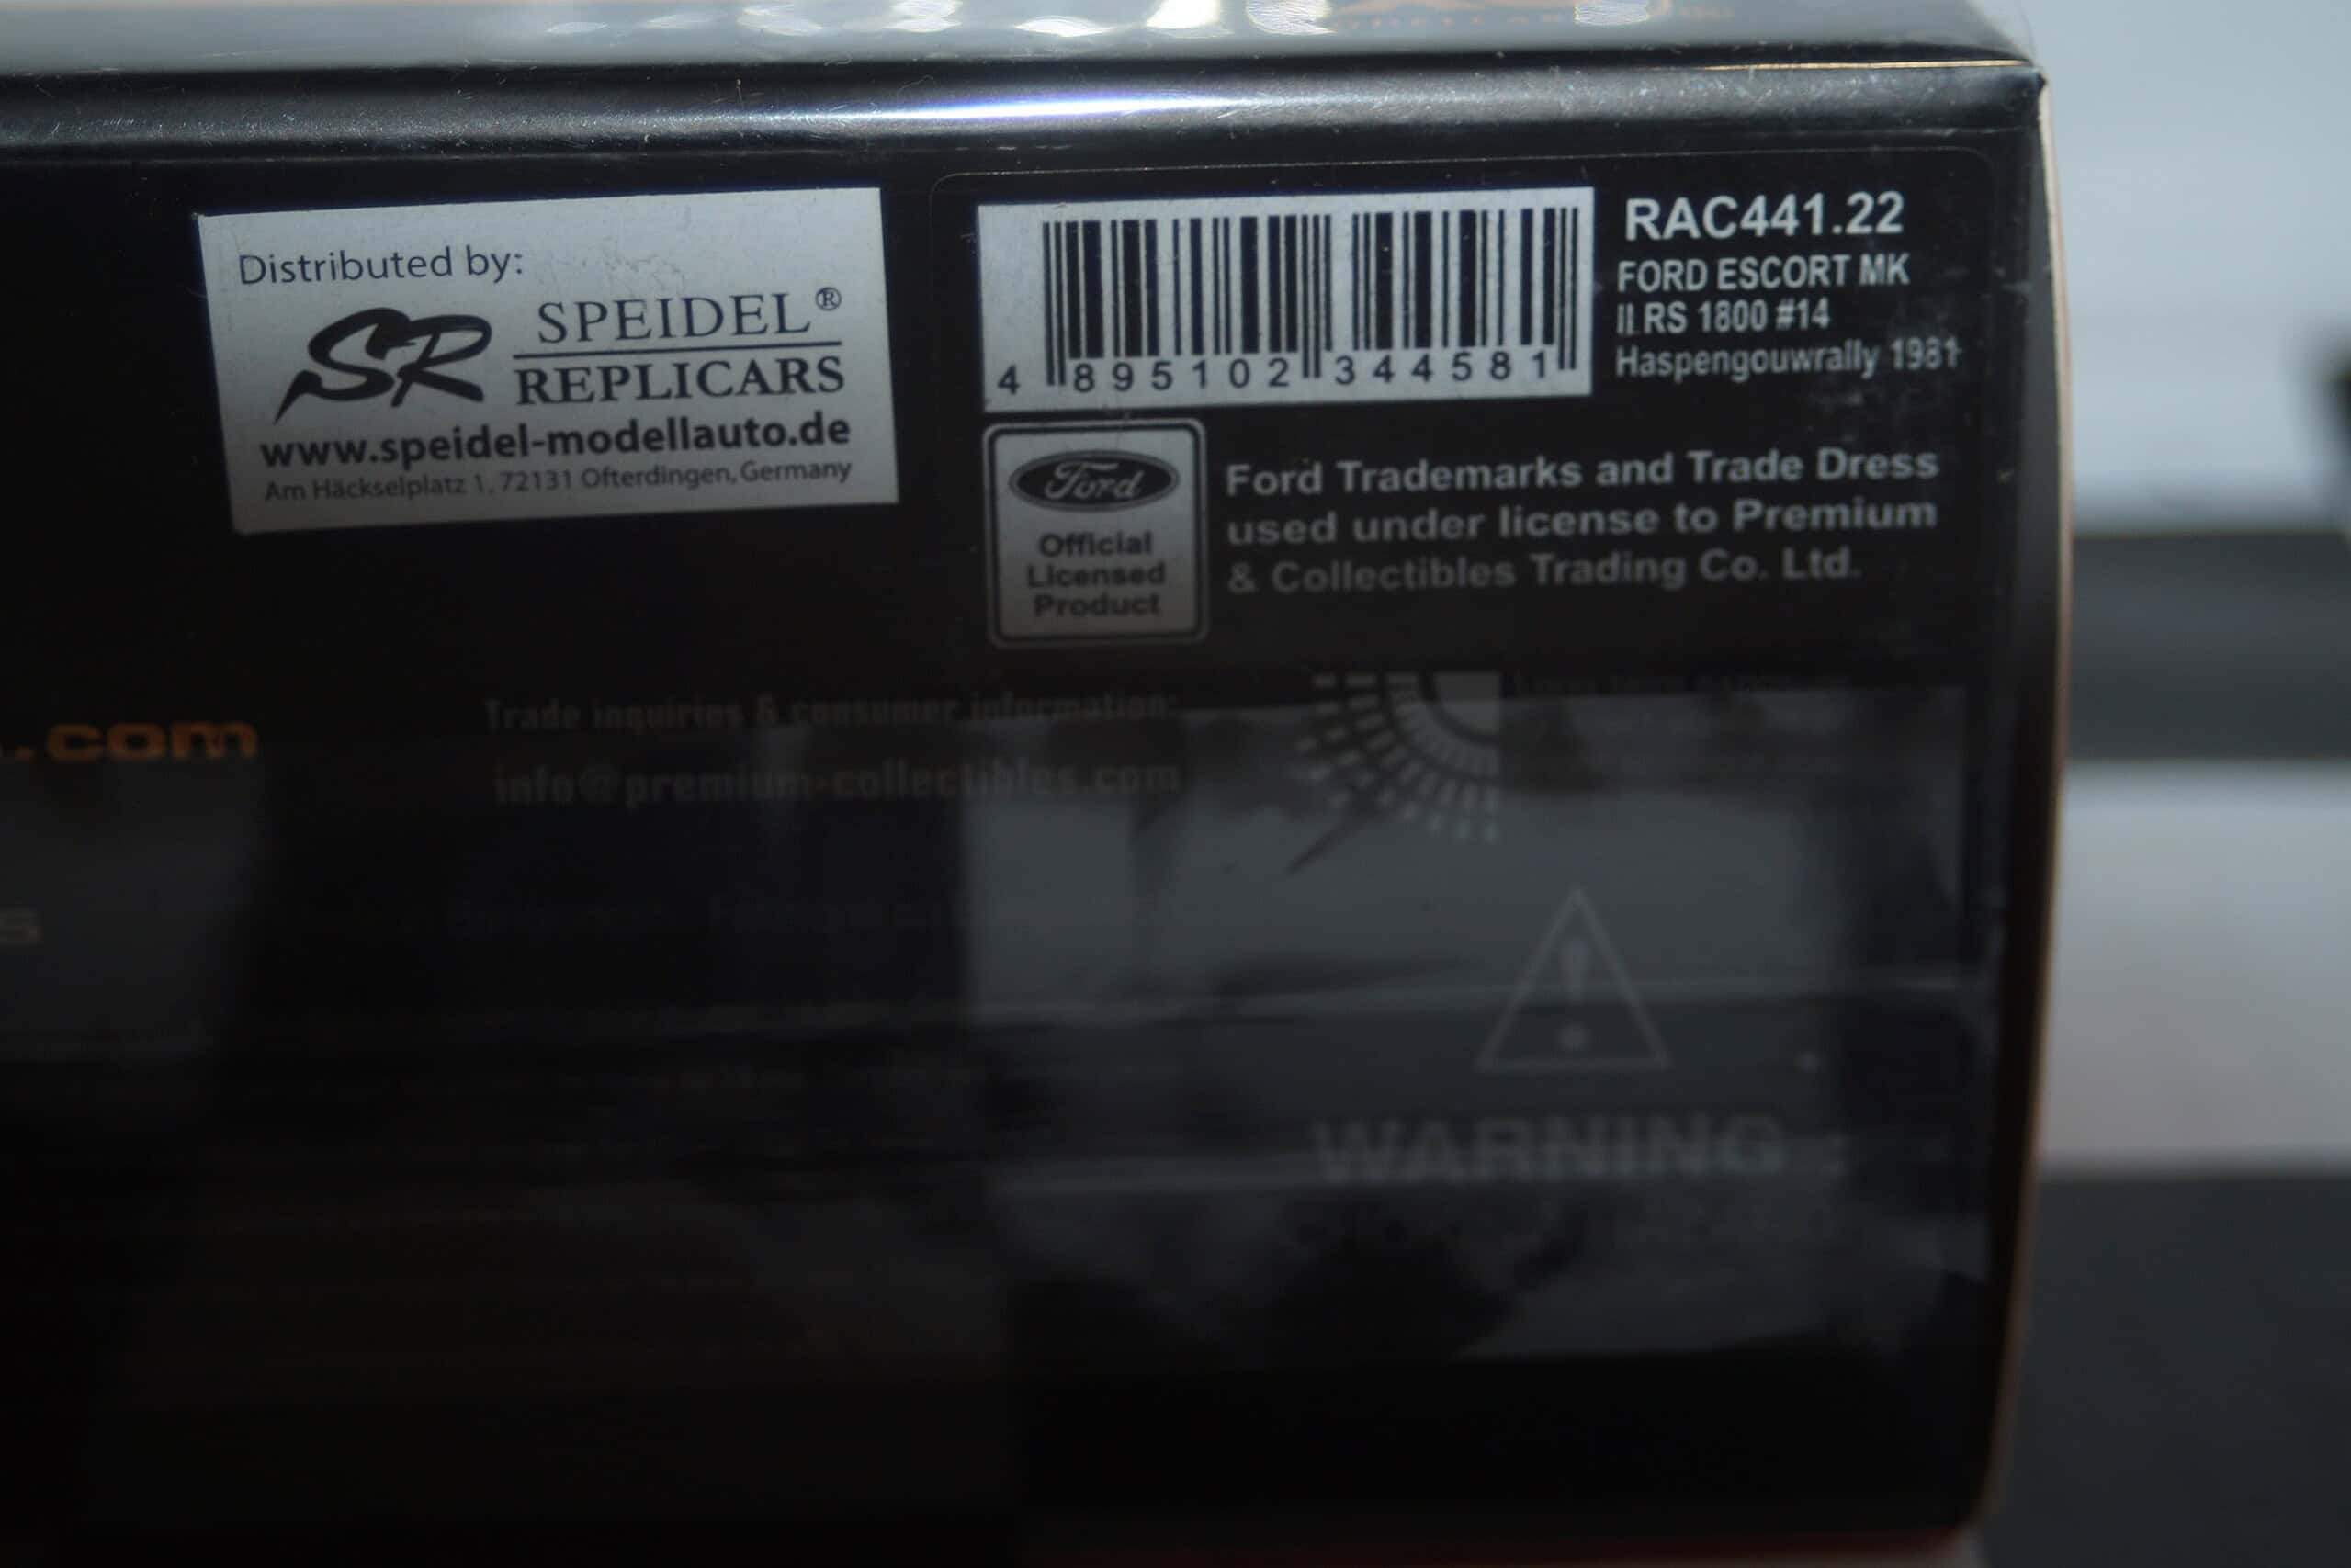 Distributed by:
SR SPEIDEL®
REPLICARS
www.speidel-modellauto.de
Am Häckselplatz 1, 72131 Ofterdingen, Germany
4 895102 344581
RAC441.22
FORD ESCORT MK
II RS 1800 #14
Haspengouwrally 1981
Ford
Official
Licensed
Product
Ford Trademarks and Trade Dress
used under license to Premium
& Collectibles Trading Co. Ltd.
.com
Trade inquiries & consumer information:
info@premium-collectibles.com
WARNING